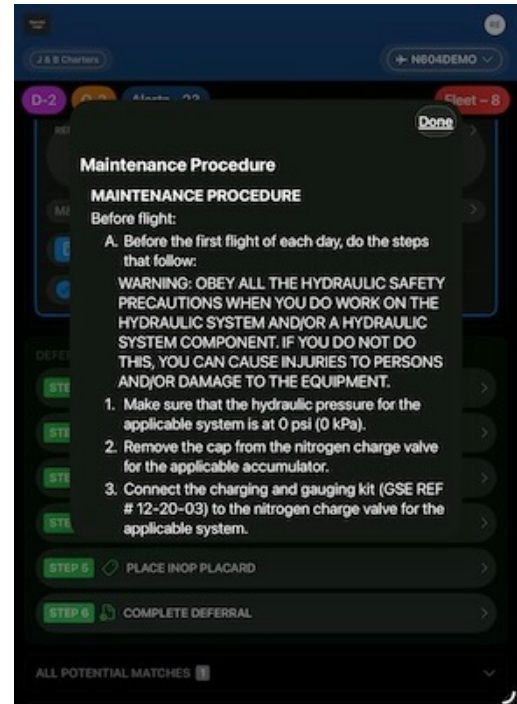 J & B Charters
N604DEMO
D-2
Alerts – 23
Fleet – 8
Done
Maintenance Procedure
MAINTENANCE PROCEDURE
Before flight:
A. Before the first flight of each day, do the steps
that follow:
WARNING: OBEY ALL THE HYDRAULIC SAFETY
PRECAUTIONS WHEN YOU DO WORK ON THE
HYDRAULIC SYSTEM AND/OR A HYDRAULIC
SYSTEM COMPONENT. IF YOU DO NOT DO
THIS, YOU CAN CAUSE INJURIES TO PERSONS
AND/OR DAMAGE TO THE EQUIPMENT.
1. Make sure that the hydraulic pressure for the
applicable system is at 0 psi (0 kPa).
2. Remove the cap from the nitrogen charge valve
for the applicable accumulator.
3. Connect the charging and gauging kit (GSE REF
# 12-20-03) to the nitrogen charge valve for the
applicable system.
STEP 5 PLACE INOP PLACARD
STEP 6 COMPLETE DEFERRAL
ALL POTENTIAL MATCHES 1